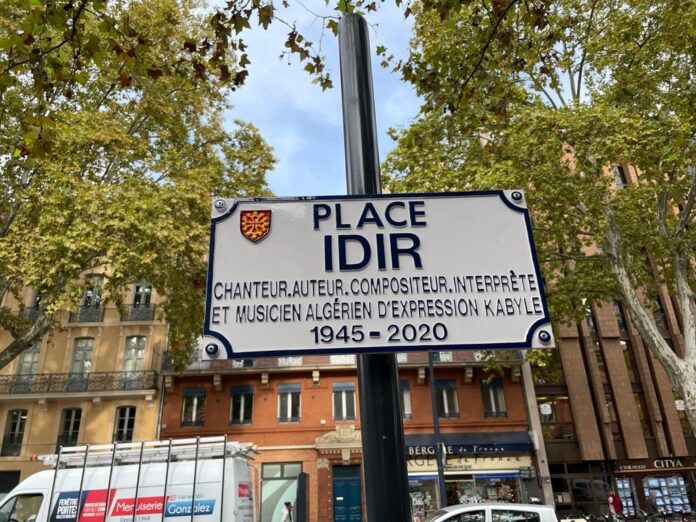 PLACE
IDIR
CHANTEUR.AUTEUR.COMPOSITEUR.INTERPRÈTE
ET MUSICIEN ALGÉRIEN D'EXPRESSION KABYLE
1945-2020
FENÊTRE
PORTE
Menuiserie
Gonzalez
CITYA